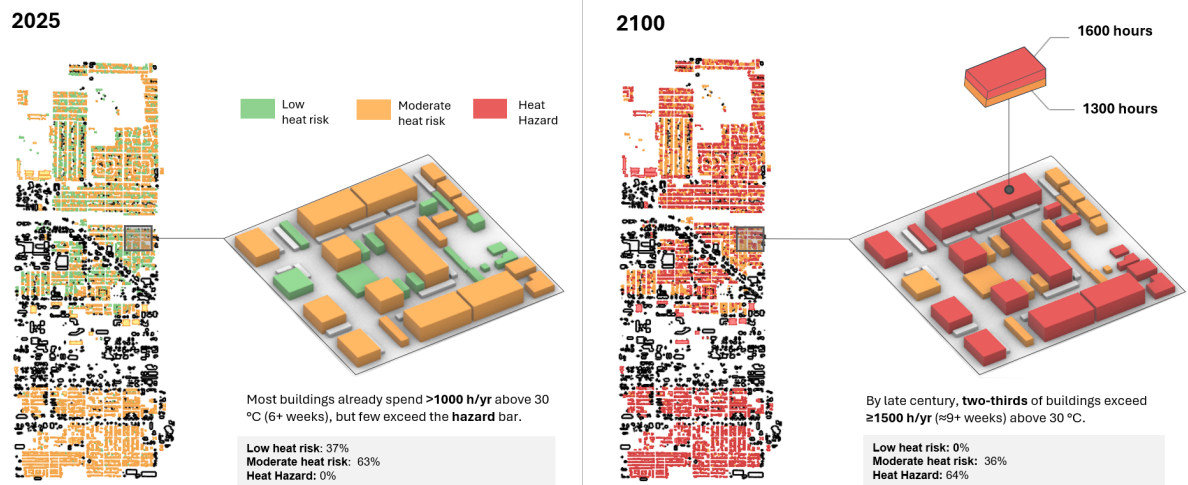 2025
Low
heat risk
Moderate
heat risk
Heat
Hazard
Most buildings already spend >1000 h/yr above 30
°C (6+ weeks), but few exceed the hazard bar.
Low heat risk: 37%
Moderate heat risk: 63%
Heat Hazard: 0%
2100
1600 hours
1300 hours
By late century, two-thirds of buildings exceed
≥1500 h/yr (≈9+ weeks) above 30 °C.
Low heat risk: 0%
Moderate heat risk: 36%
Heat Hazard: 64%